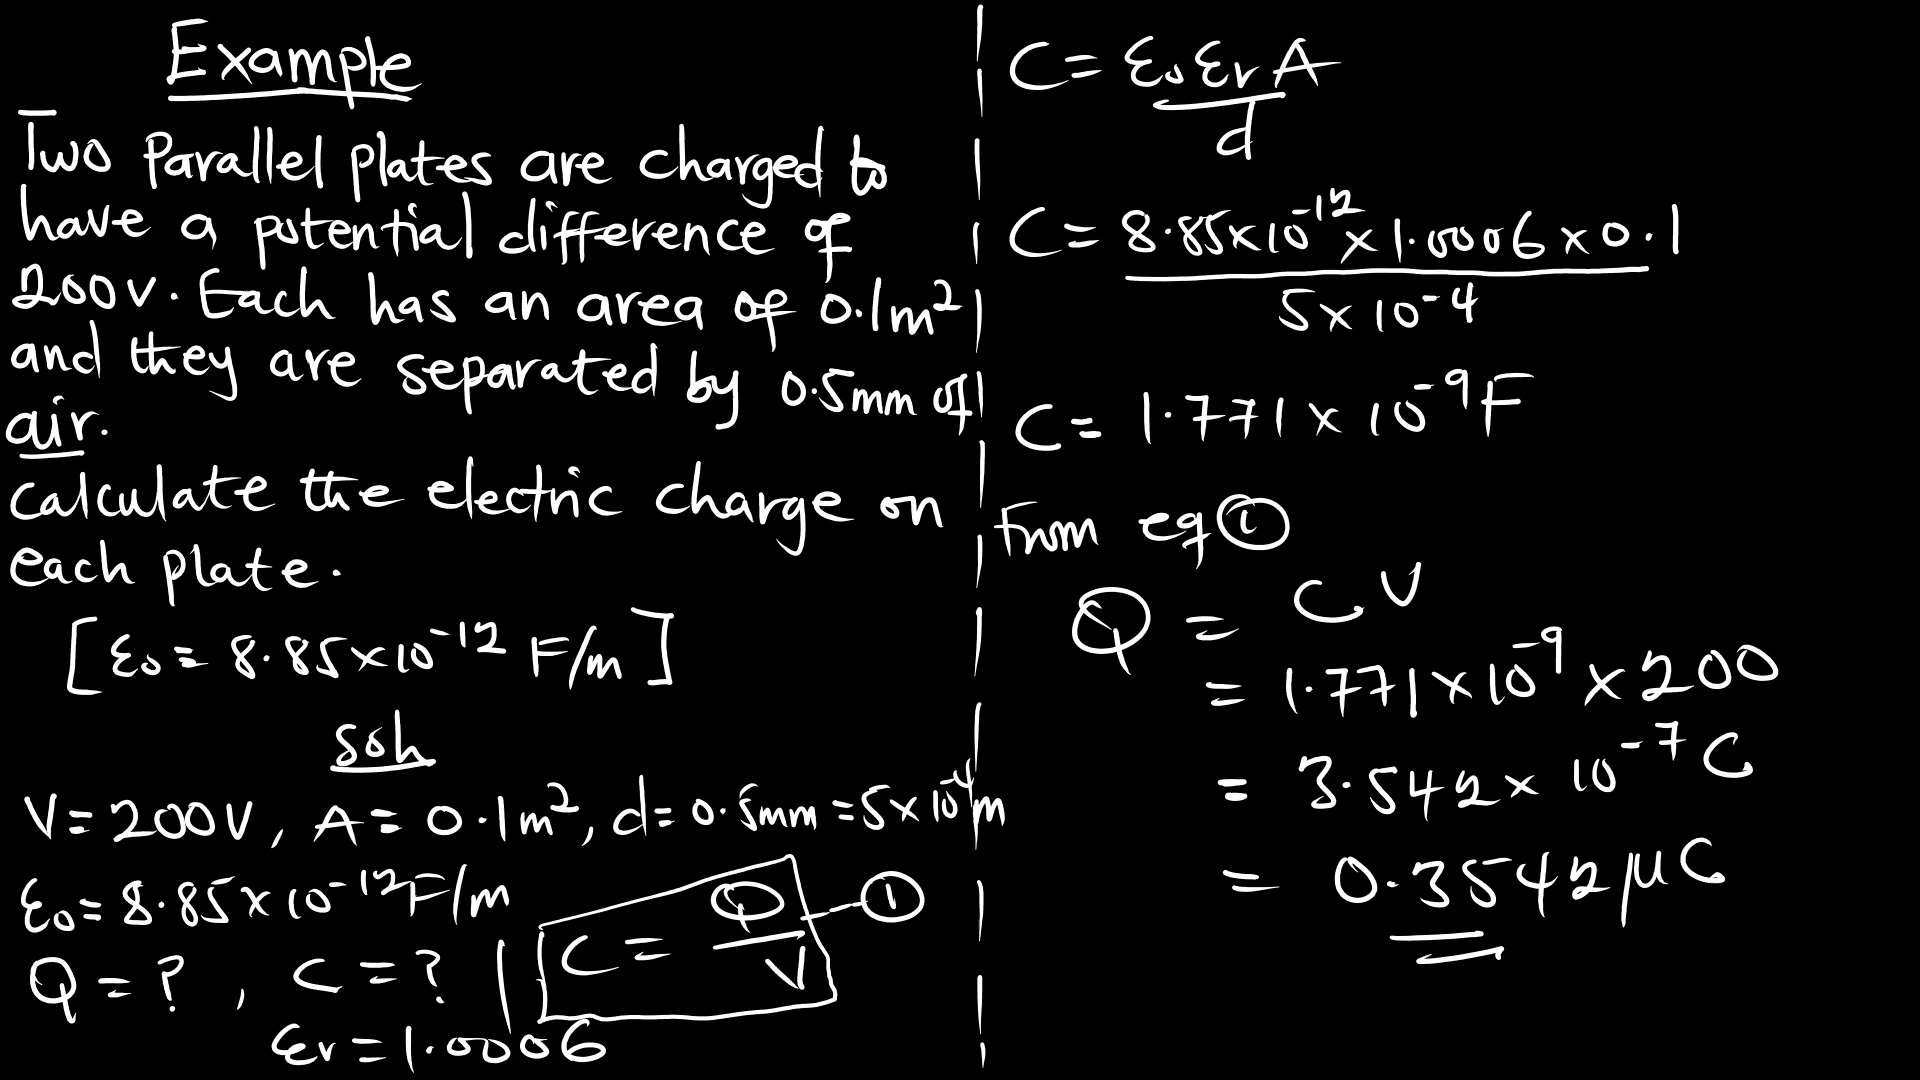 Example
Two parallel plates are charged to
have a potential difference of
200V. Each has an area of 0.1m²
and they are separated by 0.5mm of
air.
Calculate the electric charge on
each plate.
[ε₀ = 8.85×10⁻¹² F/m]
soln
V = 200V, A = 0.1m², d = 0.5mm = 5×10⁻⁴m
ε₀ = 8.85×10⁻¹² F/m
C = Q/V --- ①
Q = ?, C = ?
εr = 1.0006
C = ε₀εrA
d
C = 8.85×10⁻¹² × 1.0006 × 0.1
5×10⁻⁴
C = 1.771 × 10⁻⁹ F
from eq ①
Q = CV
= 1.771×10⁻⁹ × 200
= 3.542 × 10⁻⁷ C
= 0.3542 μC